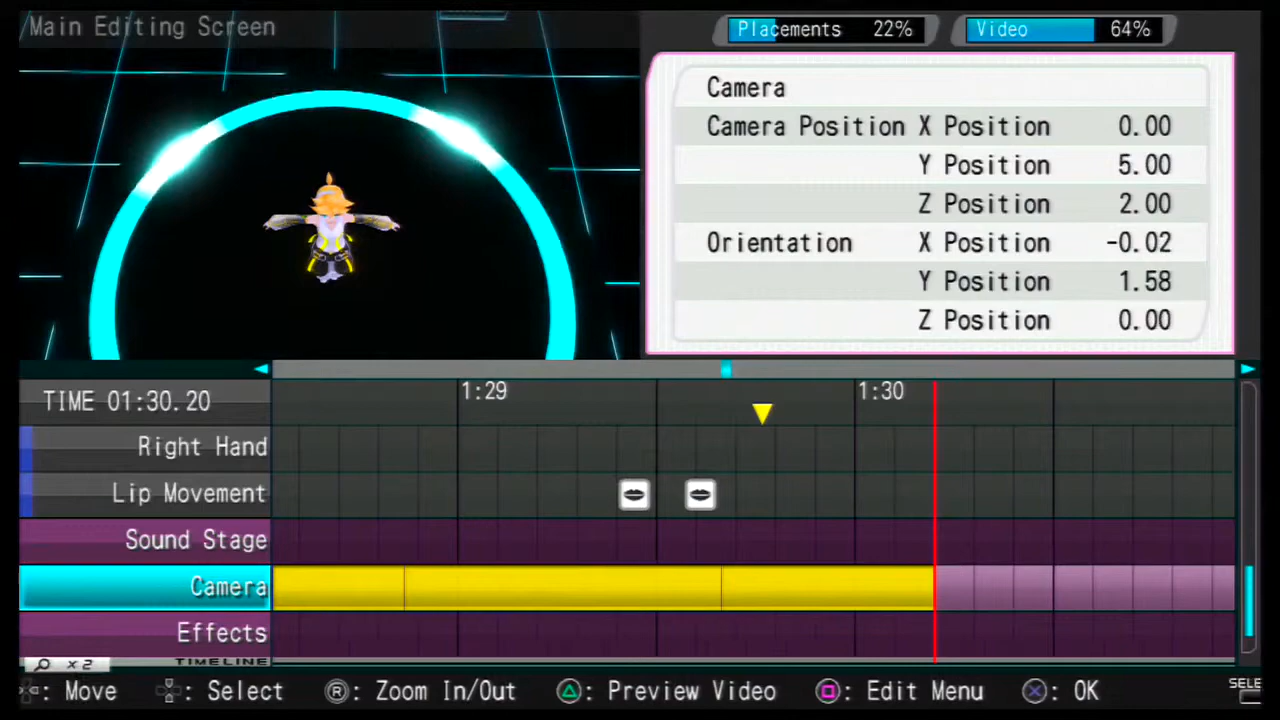 Main Editing Screen
Placements 22%
Video 64%
Camera
Camera Position X Position 0.00
Y Position 5.00
Z Position 2.00
Orientation X Position -0.02
Y Position 1.58
Z Position 0.00
TIME 01:30.20
1:29
1:30
Right Hand
Lip Movement
Sound Stage
Camera
Effects
×2 TIMELINE
: Move : Select R: Zoom In/Out : Preview Video : Edit Menu : OK SELE